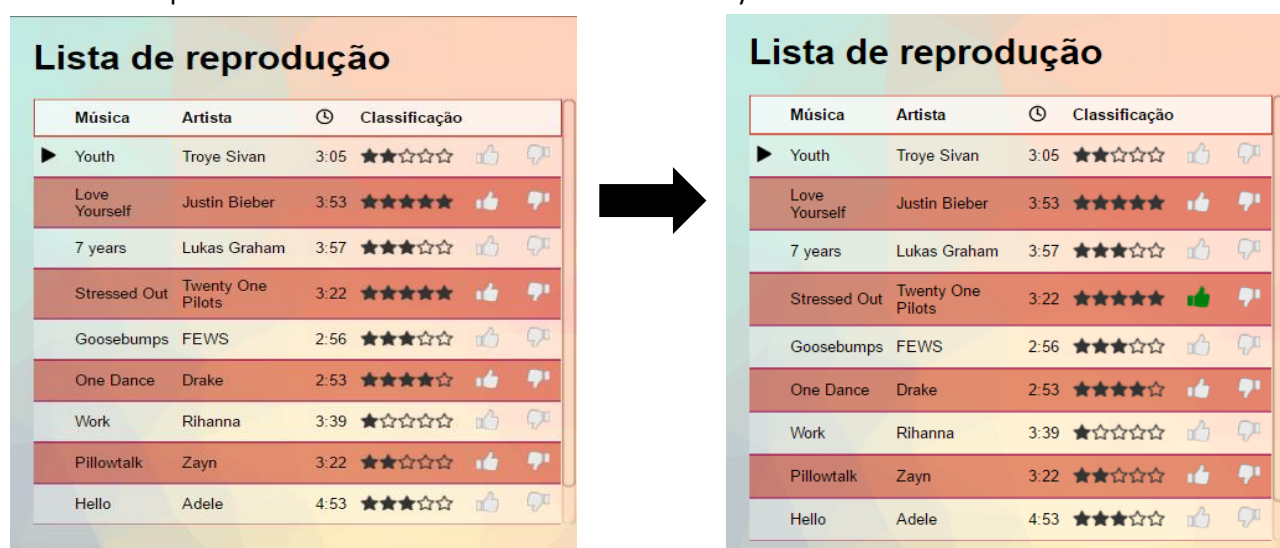 Lista de reprodução
Música Artista Classificação
Youth Troye Sivan 3:05
Love
Yourself Justin Bieber 3:53
7 years Lukas Graham 3:57
Stressed Out Twenty One
Pilots 3:22
Goosebumps FEWS 2:56
One Dance Drake 2:53
Work Rihanna 3:39
Pillowtalk Zayn 3:22
Hello Adele 4:53
Lista de reprodução
Música Artista Classificação
Youth Troye Sivan 3:05
Love
Yourself Justin Bieber 3:53
7 years Lukas Graham 3:57
Stressed Out Twenty One
Pilots 3:22
Goosebumps FEWS 2:56
One Dance Drake 2:53
Work Rihanna 3:39
Pillowtalk Zayn 3:22
Hello Adele 4:53